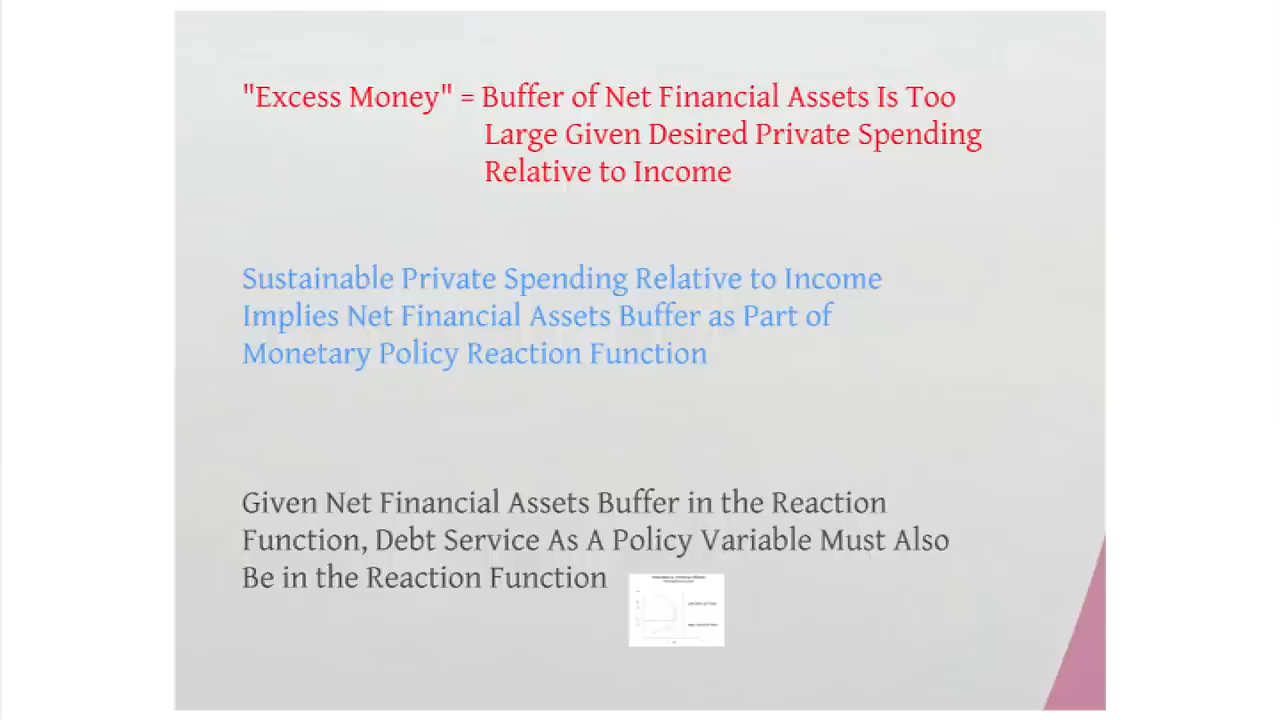 "Excess Money" = Buffer of Net Financial Assets Is Too
Large Given Desired Private Spending
Relative to Income
Sustainable Private Spending Relative to Income
Implies Net Financial Assets Buffer as Part of
Monetary Policy Reaction Function
Given Net Financial Assets Buffer in the Reaction
Function, Debt Service As A Policy Variable Must Also
Be in the Reaction Function